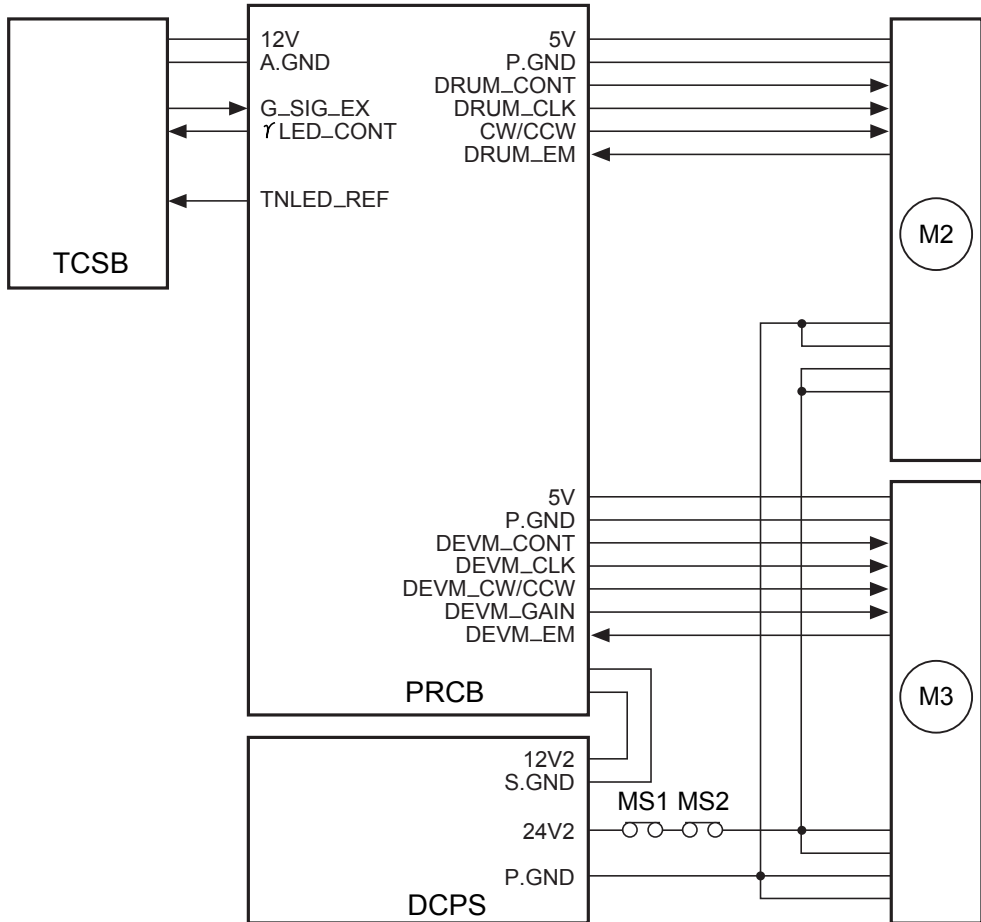 12V
A.GND
G_SIG_EX
γLED_CONT
TNLED_REF
TCSB
5V
P.GND
DRUM_CONT
DRUM_CLK
CW/CCW
DRUM_EM
M2
5V
P.GND
DEVM_CONT
DEVM_CLK
DEVM_CW/CCW
DEVM_GAIN
DEVM_EM
PRCB
M3
12V2
S.GND
MS1 MS2
24V2
P.GND
DCPS